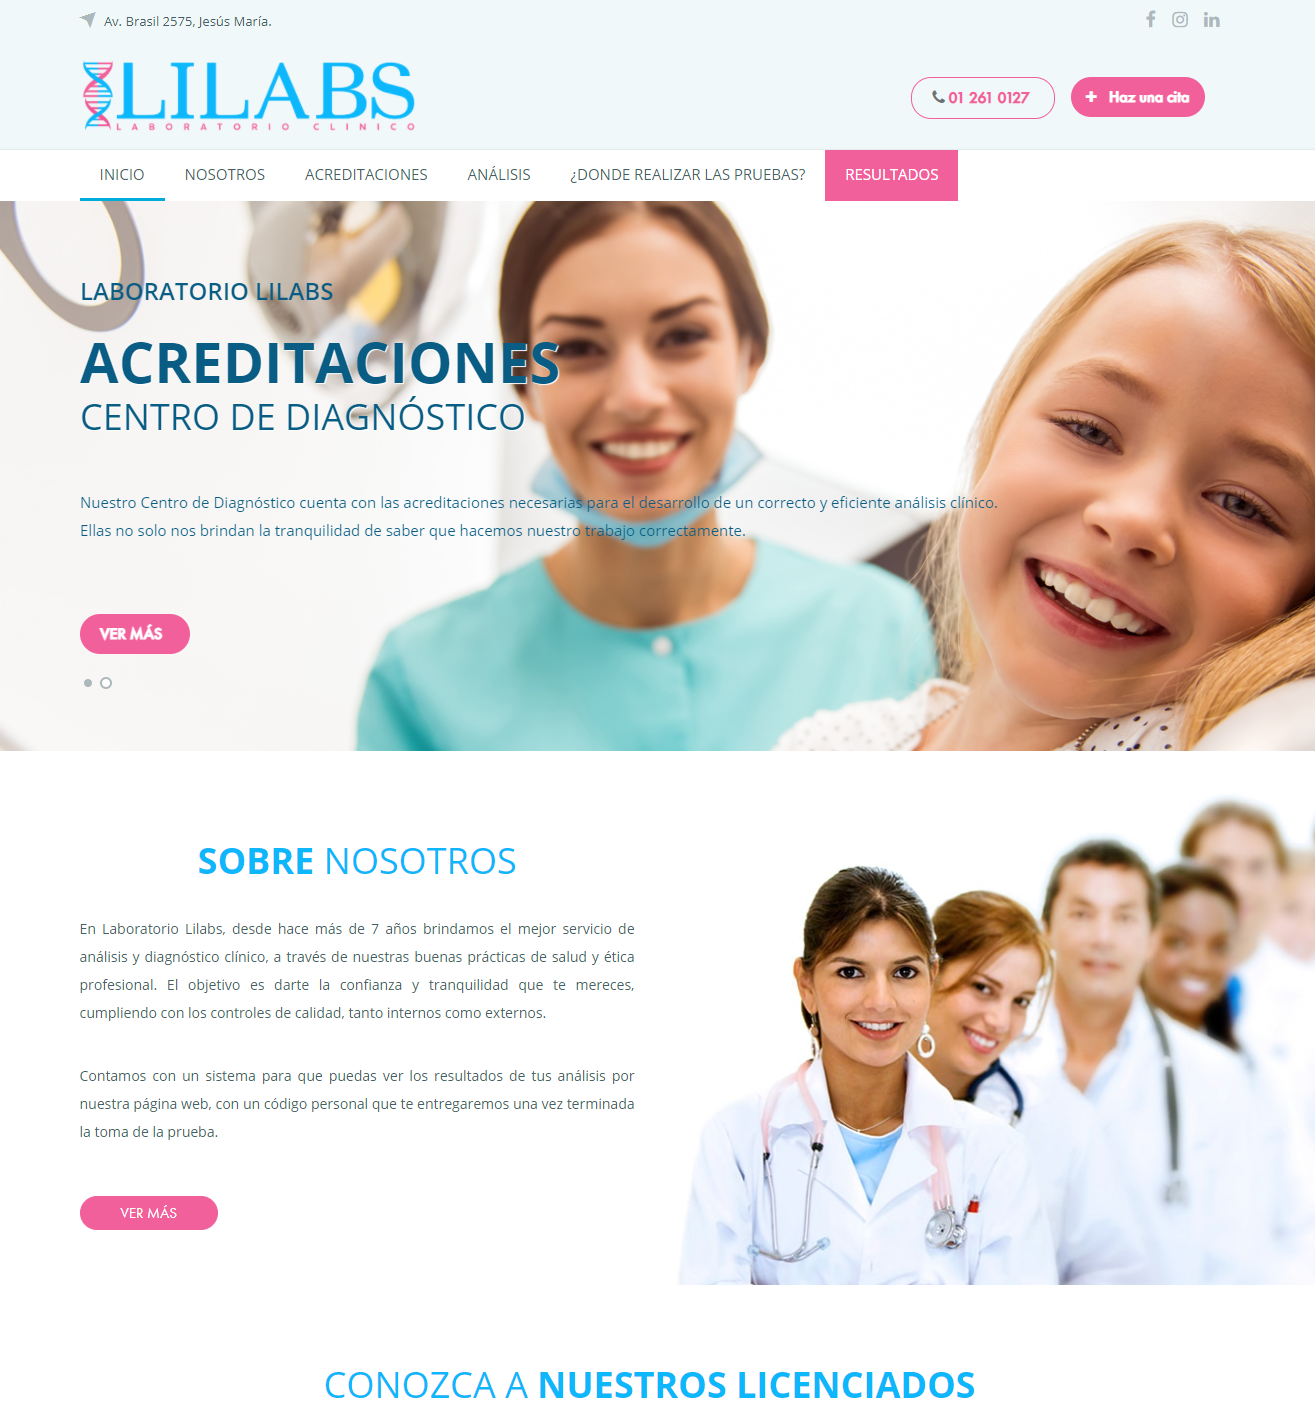 Av. Brasil 2575, Jesús María.
LILABS
LABORATORIO CLINICO
01 261 0127
Haz una cita
INICIO NOSOTROS ACREDITACIONES ANÁLISIS ¿DONDE REALIZAR LAS PRUEBAS? RESULTADOS
LABORATORIO LILABS
ACREDITACIONES
CENTRO DE DIAGNÓSTICO
Nuestro Centro de Diagnóstico cuenta con las acreditaciones necesarias para el desarrollo de un correcto y eficiente análisis clínico.
Ellas no solo nos brindan la tranquilidad de saber que hacemos nuestro trabajo correctamente.
VER MÁS
SOBRE NOSOTROS
En Laboratorio Lilabs, desde hace más de 7 años brindamos el mejor servicio de
análisis y diagnóstico clínico, a través de nuestras buenas prácticas de salud y ética
profesional. El objetivo es darte la confianza y tranquilidad que te mereces,
cumpliendo con los controles de calidad, tanto internos como externos.
Contamos con un sistema para que puedas ver los resultados de tus análisis por
nuestra página web, con un código personal que te entregaremos una vez terminada
la toma de la prueba.
VER MÁS
CONOZCA A NUESTROS LICENCIADOS